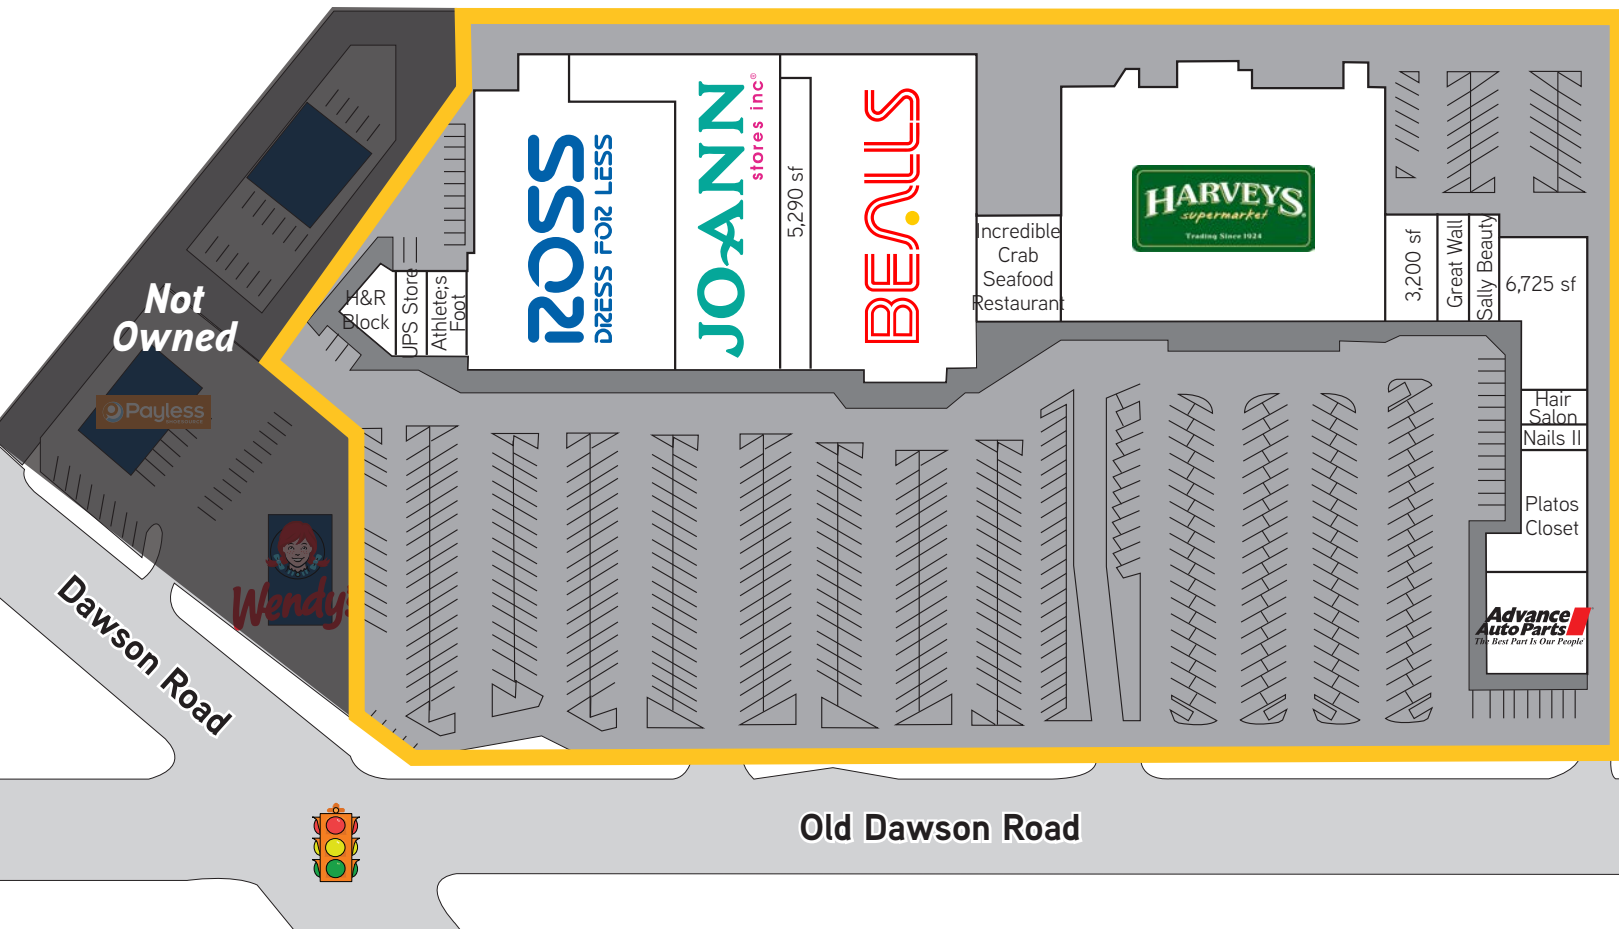 Not
Owned
Payless
Wendy's
H&R
Block
UPS Store
Athlete;s
Foot
ROSS
DRESS FOR LESS
JOANN
stores inc®
5,290 sf
BEALLS
Incredible
Crab
Seafood
Restaurant
HARVEYS
supermarket
Trading Since 1924
3,200 sf
Great Wall
Sally Beauty
6,725 sf
Hair
Salon
Nails II
Platos
Closet
Advance
Auto Parts
The Best Part Is Our People
Dawson Road
Old Dawson Road